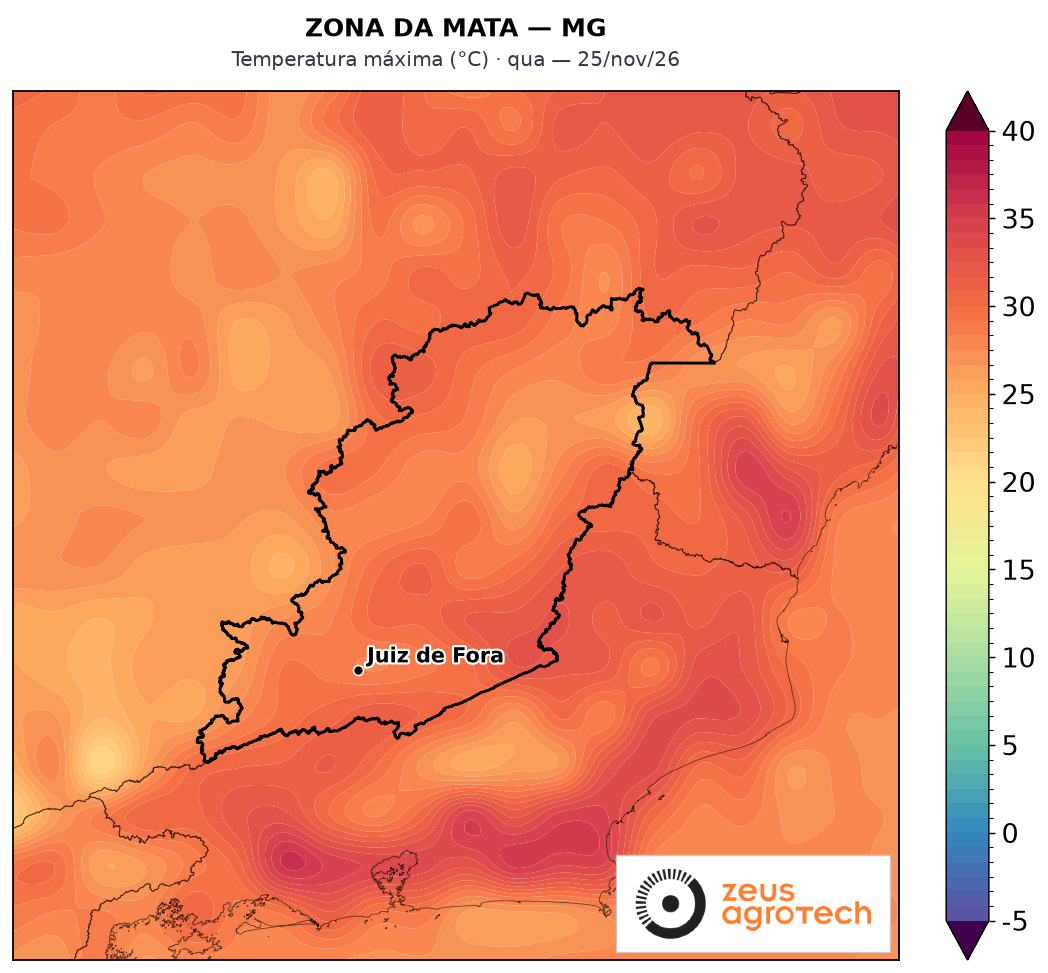 ZONA DA MATA — MG
Temperatura máxima (°C) · qua — 25/nov/26
40
35
30
25
20
15
10
5
0
-5
Juiz de Fora
zeus
agrotech